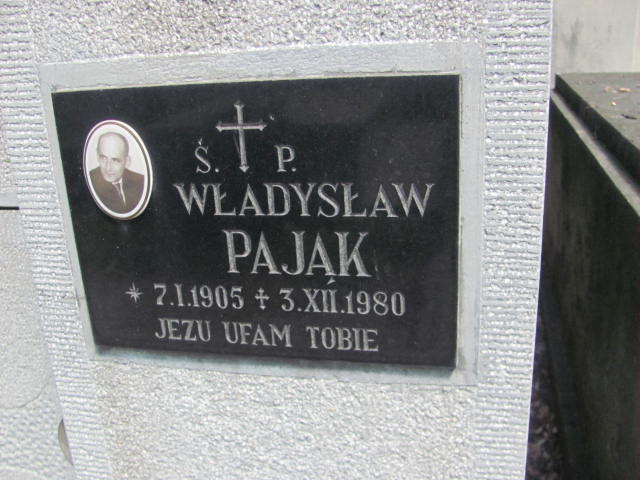 Ś. P.
WŁADYSŁAW
PAJĄK
* 7.I.1905 ‡ 3.XII.1980
JEZU UFAM TOBIE